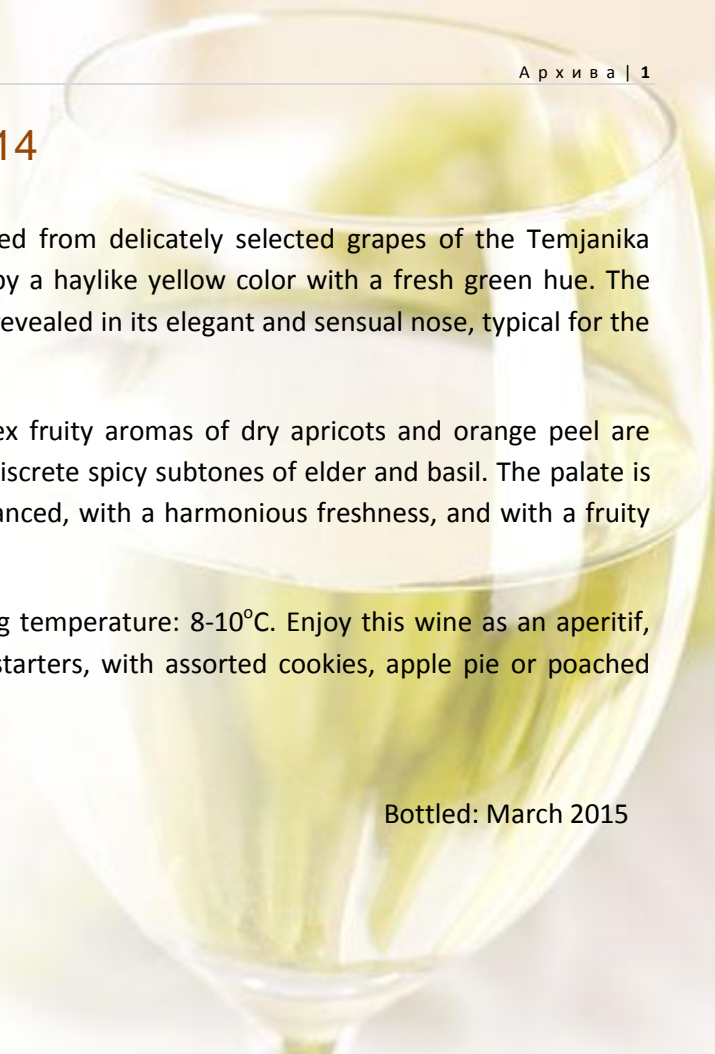 Архива| 1
14
ed from delicately selected grapes of the Temjanika
by a haylike yellow color with a fresh green hue. The
revealed in its elegant and sensual nose, typical for the
ex fruity aromas of dry apricots and orange peel are
iscrete spicy subtones of elder and basil. The palate is
anced, with a harmonious freshness, and with a fruity
g temperature: 8-10°C. Enjoy this wine as an aperitif,
starters, with assorted cookies, apple pie or poached
Bottled: March 2015